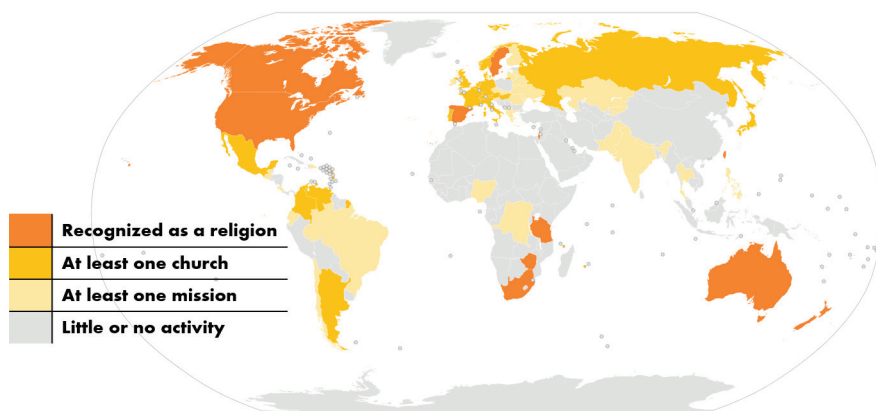 Recognized as a religion
At least one church
At least one mission
Little or no activity